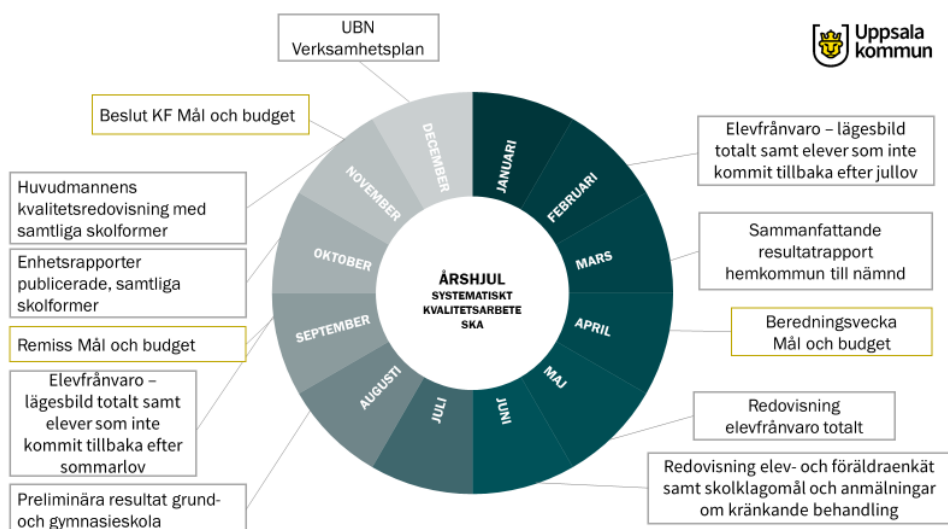 UBN
Verksamhetsplan
Uppsala
kommun
Beslut KF Mål och budget
Huvudmannens
kvalitetsredovisning med
samtliga skolformer
Enhetsrapporter
publicerade, samtliga
skolformer
Remiss Mål och budget
Elevfrånvaro –
lägesbild totalt samt
elever som inte
kommit tillbaka efter
sommarlov
Preliminära resultat grund-
och gymnasieskola
JANUARI
FEBRUARI
MARS
APRIL
MAJ
JUNI
JULI
AUGUSTI
SEPTEMBER
OKTOBER
NOVEMBER
DECEMBER
ÅRSHJUL
SYSTEMATISKT
KVALITETSARBETE
SKA
Elevfrånvaro – lägesbild
totalt samt elever som inte
kommit tillbaka efter jullov
Sammanfattande
resultatrapport
hemkommun till nämnd
Beredningsvecka
Mål och budget
Redovisning
elevfrånvaro totalt
Redovisning elev- och föräldraenkät
samt skolklagomål och anmälningar
om kränkande behandling